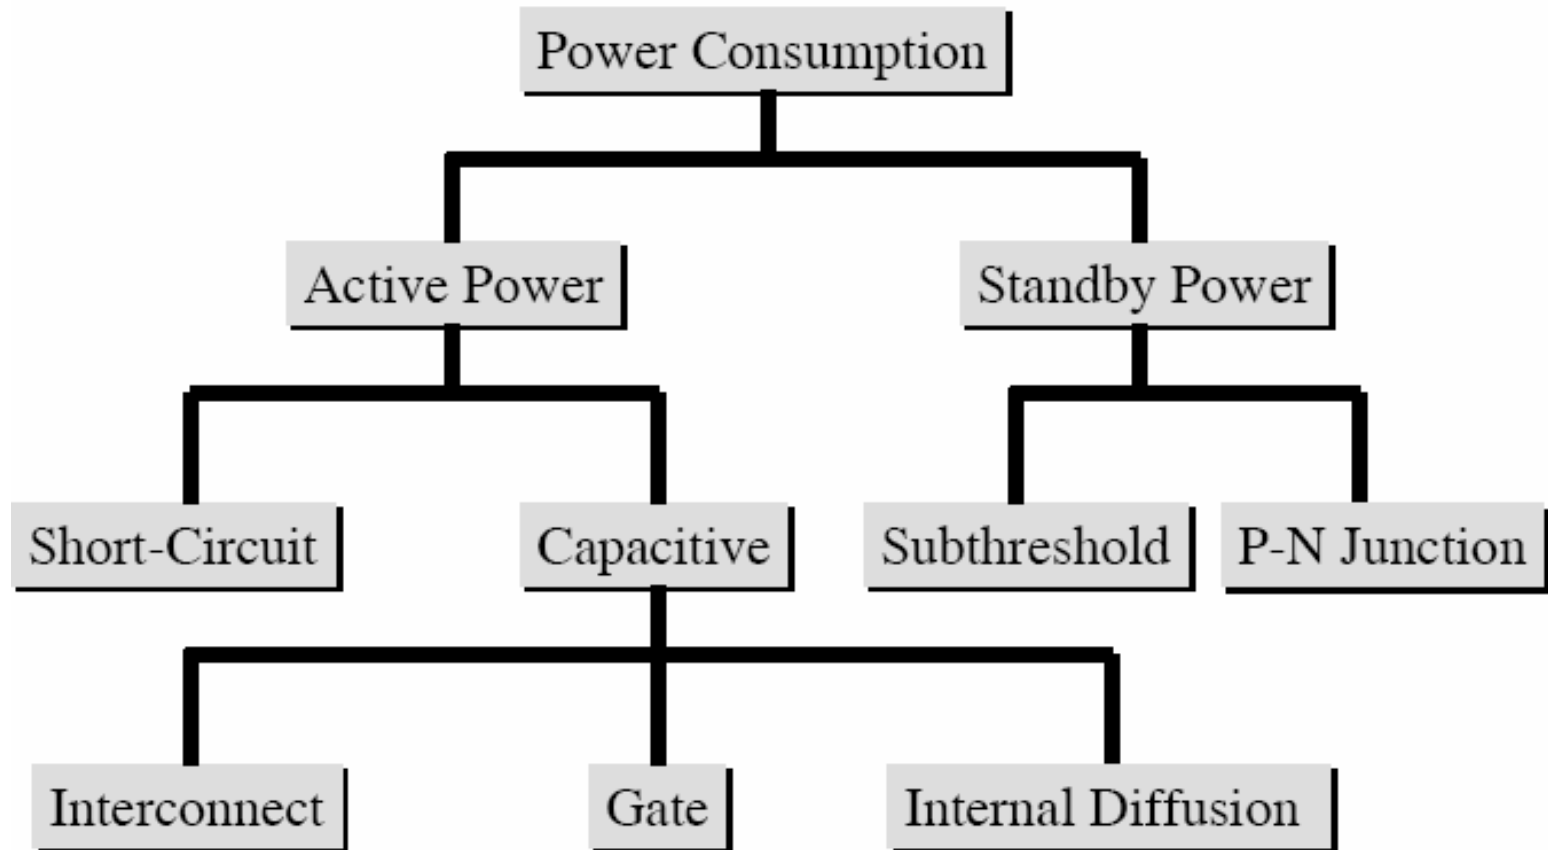 Power Consumption
Active Power
Standby Power
Short-Circuit
Capacitive
Subthreshold
P-N Junction
Interconnect
Gate
Internal Diffusion